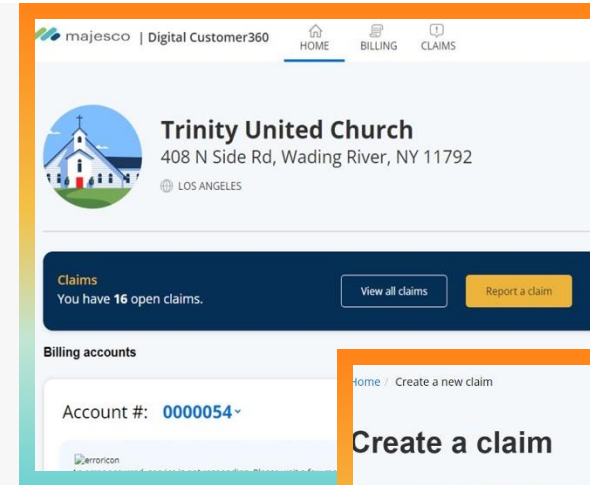 majesco | Digital Customer360
HOME BILLING CLAIMS
Trinity United Church
408 N Side Rd, Wading River, NY 11792
LOS ANGELES
Claims
You have 16 open claims.
View all claims
Report a claim
Billing accounts
Account #: 0000054
erroricon
Home / Create a new claim
Create a claim